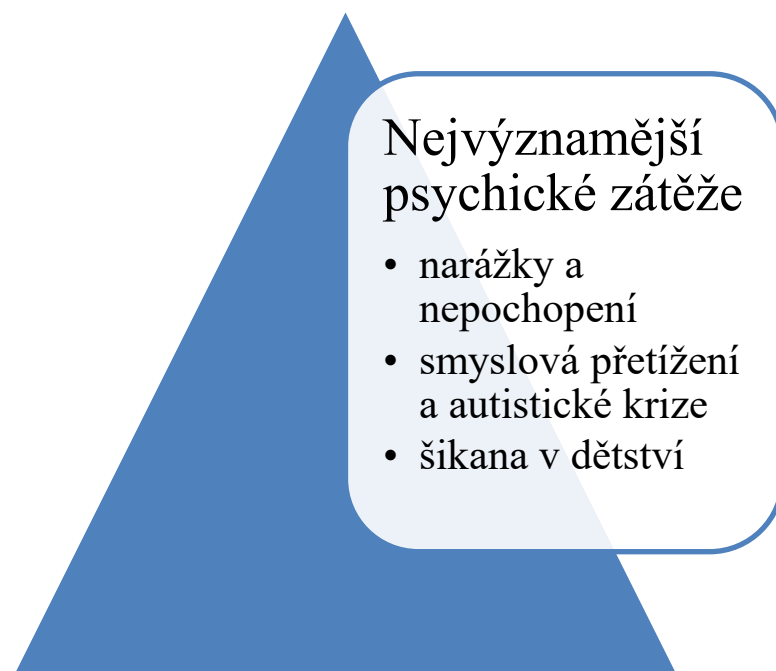 Nejvýznamější
psychické zátěže
• narážky a
nepochopení
• smyslová přetížení
a autistické krize
• šikana v dětství